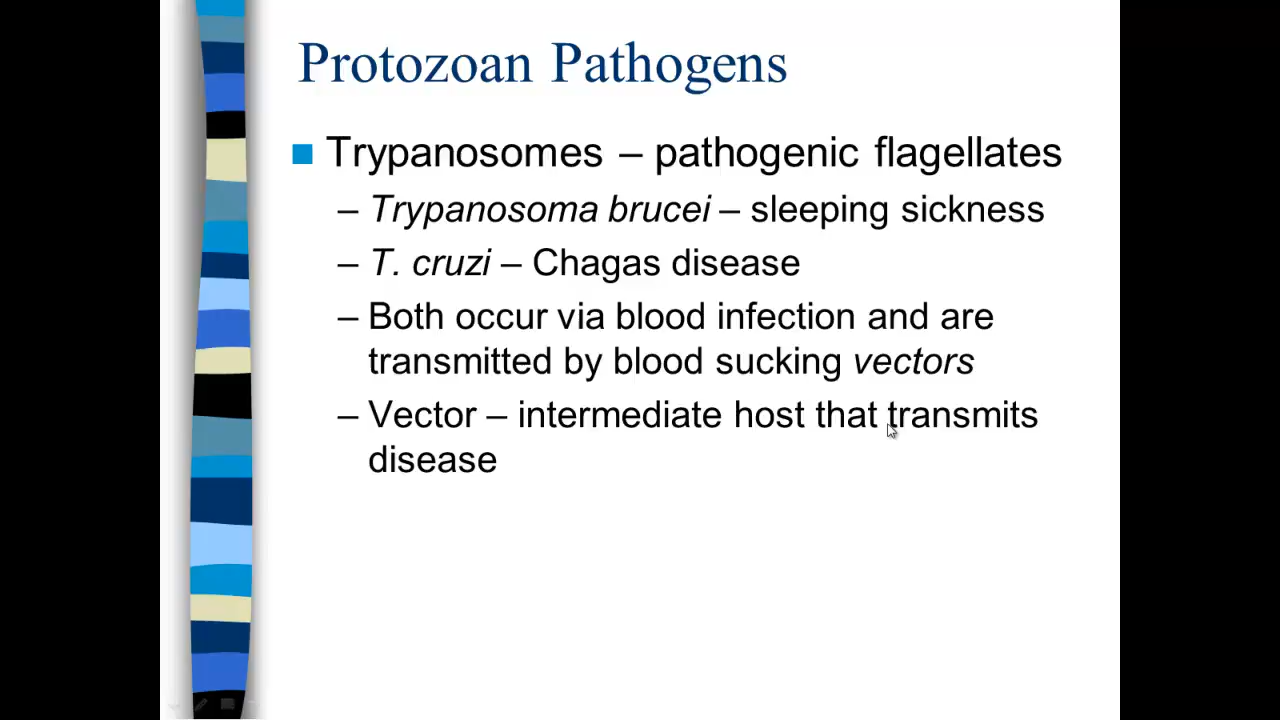 Protozoan Pathogens
Trypanosomes – pathogenic flagellates
– Trypanosoma brucei – sleeping sickness
– T. cruzi – Chagas disease
– Both occur via blood infection and are
transmitted by blood sucking vectors
– Vector – intermediate host that transmits
disease